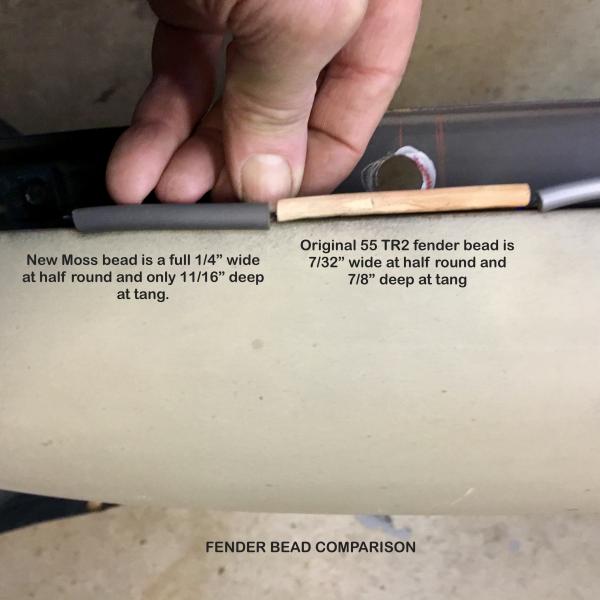 New Moss bead is a full 1/4” wide
at half round and only 11/16” deep
at tang.
Original 55 TR2 fender bead is
7/32” wide at half round and
7/8” deep at tang
FENDER BEAD COMPARISON